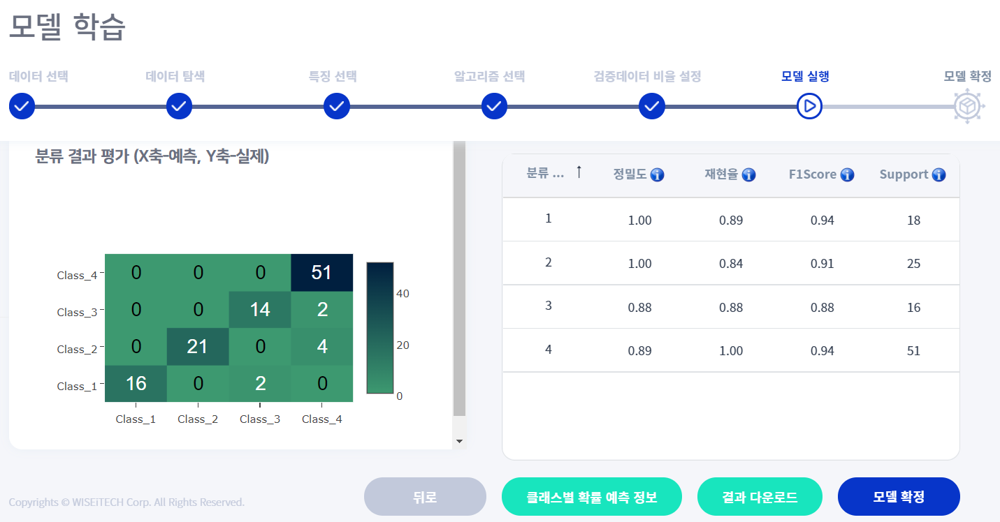 모델 학습
데이터 선택 데이터 탐색 특징 선택 알고리즘 선택 검증데이터 비율 설정 모델 실행 모델 확정
분류 결과 평가 (X축-예측, Y축-실제)
Class_4 0 0 0 51
Class_3 0 0 14 2
Class_2 0 21 0 4
Class_1 16 0 2 0
Class_1 Class_2 Class_3 Class_4
40
20
0
분류 ... ↑ 정밀도 재현율 F1Score Support
1 1.00 0.89 0.94 18
2 1.00 0.84 0.91 25
3 0.88 0.88 0.88 16
4 0.89 1.00 0.94 51
뒤로 클래스별 확률 예측 정보 결과 다운로드 모델 확정
Copyrights © WISEiTECH Corp. All Rights Reserved.